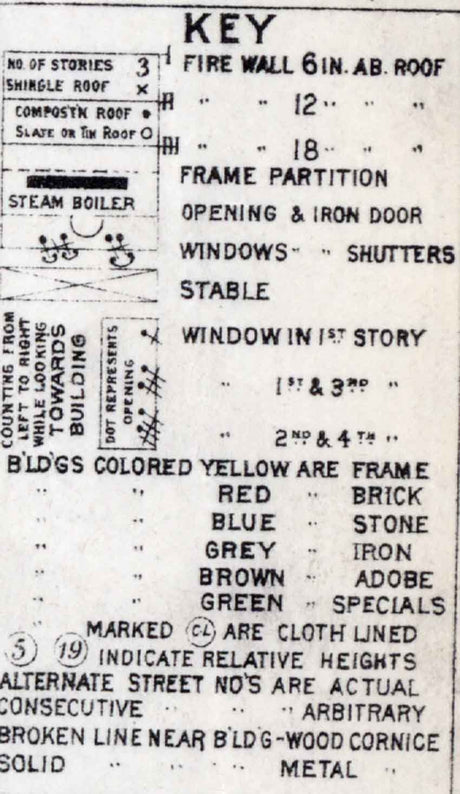 KEY
NO. OF STORIES 3
SHINGLE ROOF x
COMPOST'N ROOF •
SLATE OR TIN ROOF O
STEAM BOILER
FIRE WALL 6 IN. AB. ROOF
" " 12 " " "
" " 18 " " "
FRAME PARTITION
OPENING & IRON DOOR
WINDOWS " " SHUTTERS
STABLE
COUNTING FROM
LEFT TO RIGHT
WHILE LOOKING
TOWARDS
BUILDING
DOT REPRESENTS
OPENING
WINDOW IN 1ST STORY
" 1ST & 3RD "
" 2ND & 4TH "
B'LD'GS COLORED YELLOW ARE FRAME
" " RED " BRICK
" " BLUE " STONE
" " GREY " IRON
" " BROWN " ADOBE
" " GREEN " SPECIALS
" MARKED CL ARE CLOTH LINED
5 19 INDICATE RELATIVE HEIGHTS
ALTERNATE STREET NO'S ARE ACTUAL
CONSECUTIVE " " " ARBITRARY
BROKEN LINE NEAR B'LD'G-WOOD CORNICE
SOLID " " " METAL "